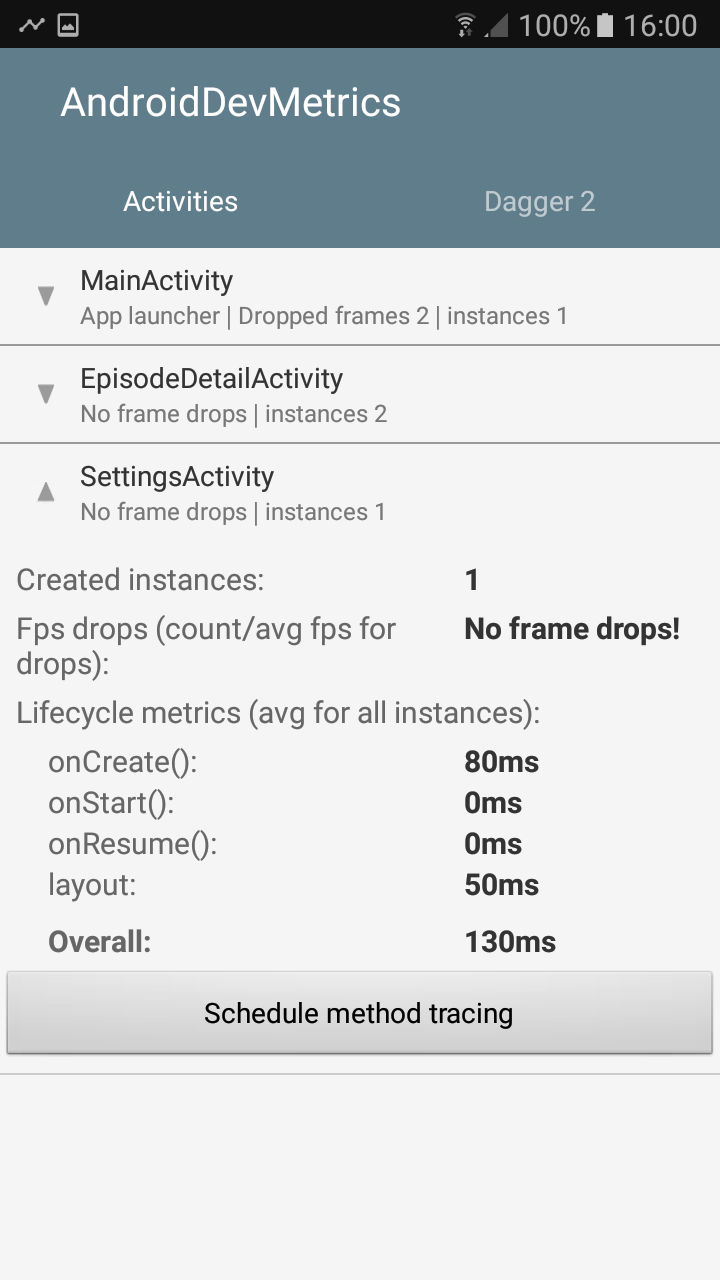 100% 16:00
AndroidDevMetrics
Activities Dagger 2
MainActivity
App launcher | Dropped frames 2 | instances 1
EpisodeDetailActivity
No frame drops | instances 2
SettingsActivity
No frame drops | instances 1
Created instances: 1
Fps drops (count/avg fps for No frame drops!
drops):
Lifecycle metrics (avg for all instances):
onCreate(): 80ms
onStart(): 0ms
onResume(): 0ms
layout: 50ms
Overall: 130ms
Schedule method tracing